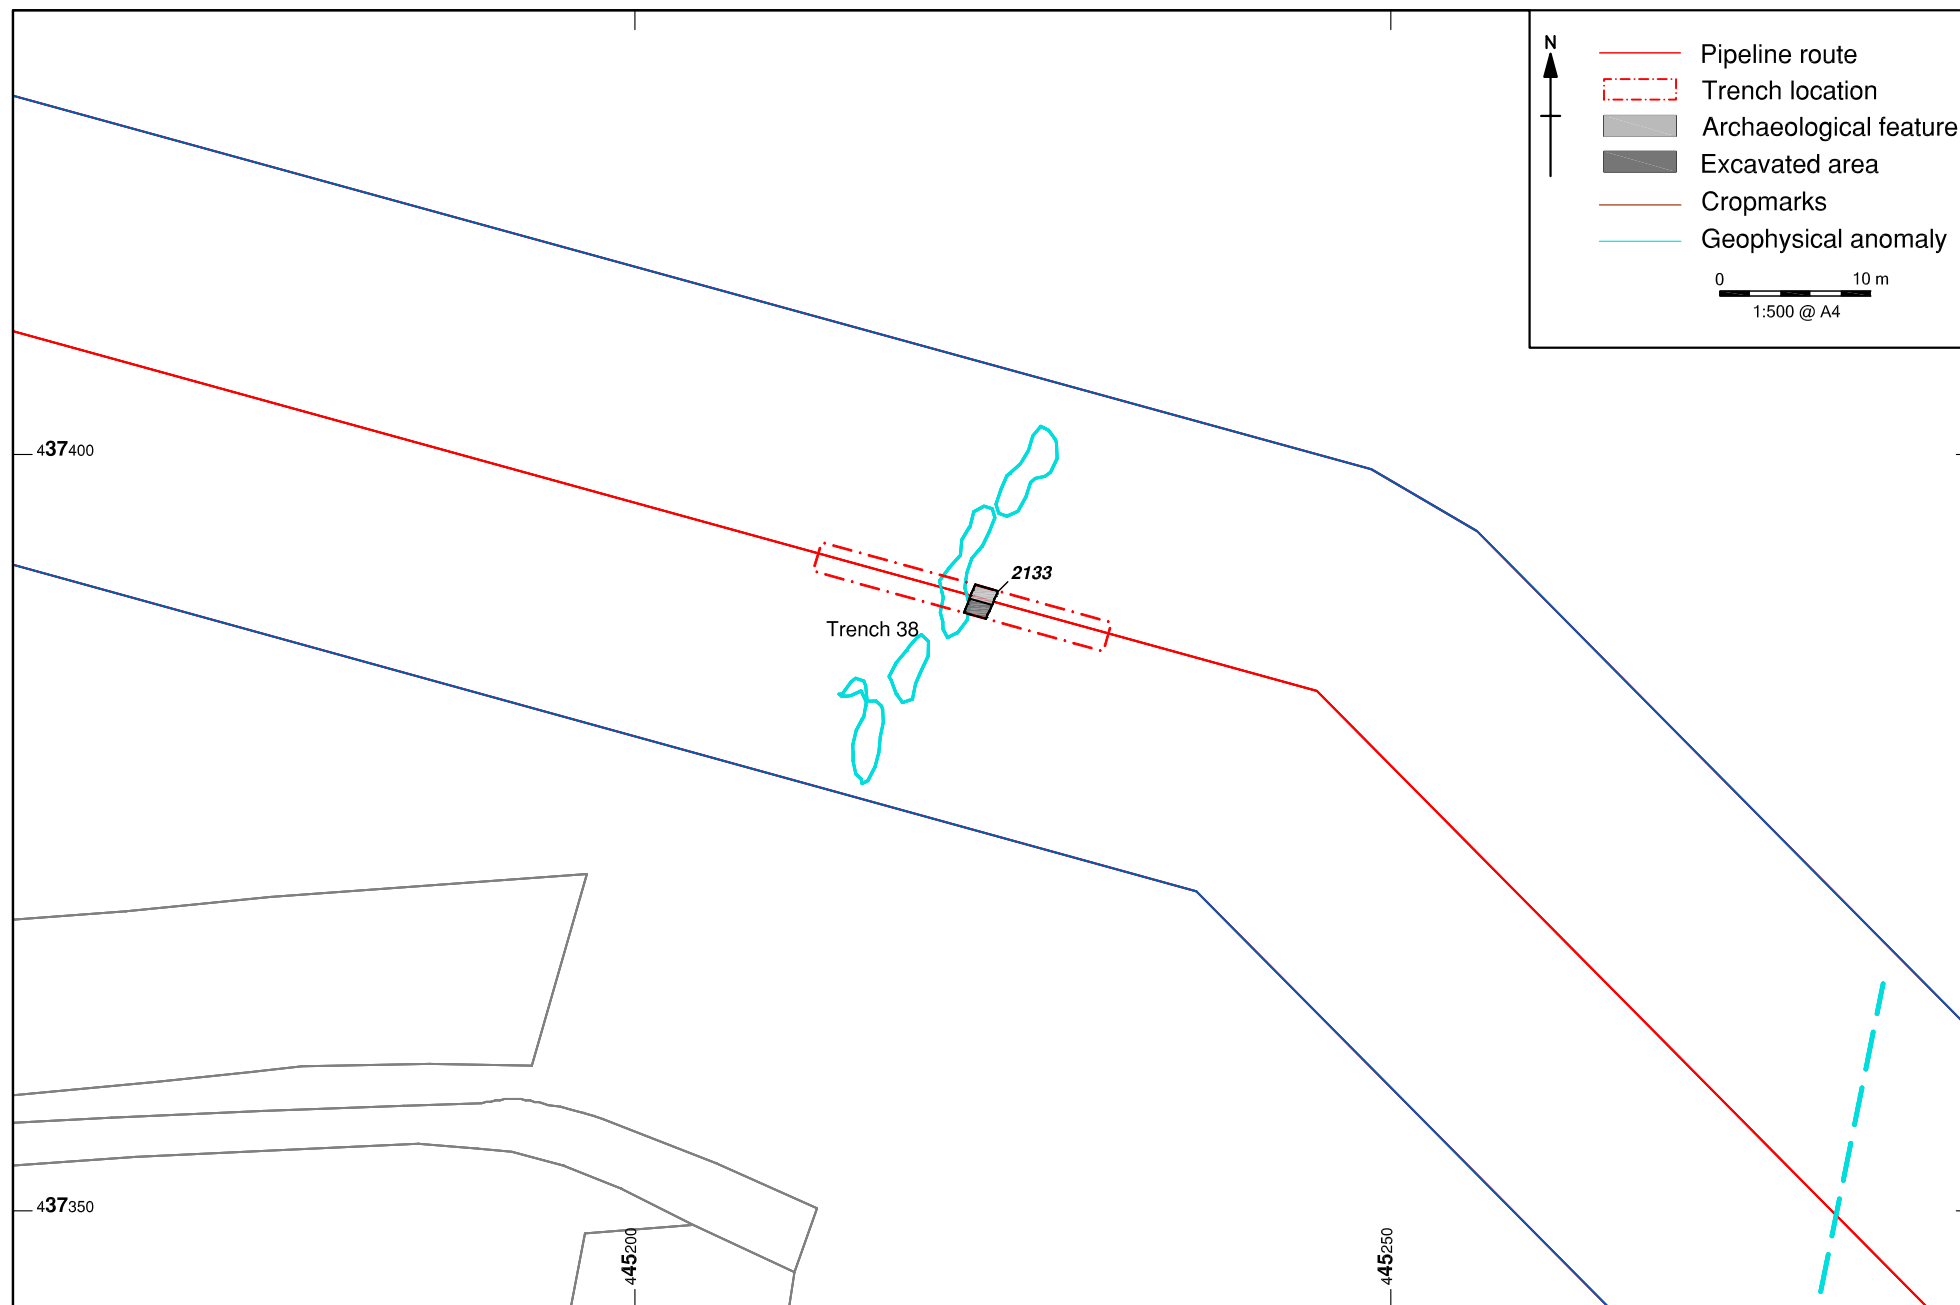 N
Pipeline route
Trench location
Archaeological feature
Excavated area
Cropmarks
Geophysical anomaly
0 10 m
1:500 @ A4
437400
2133
Trench 38
437350
445200
445250